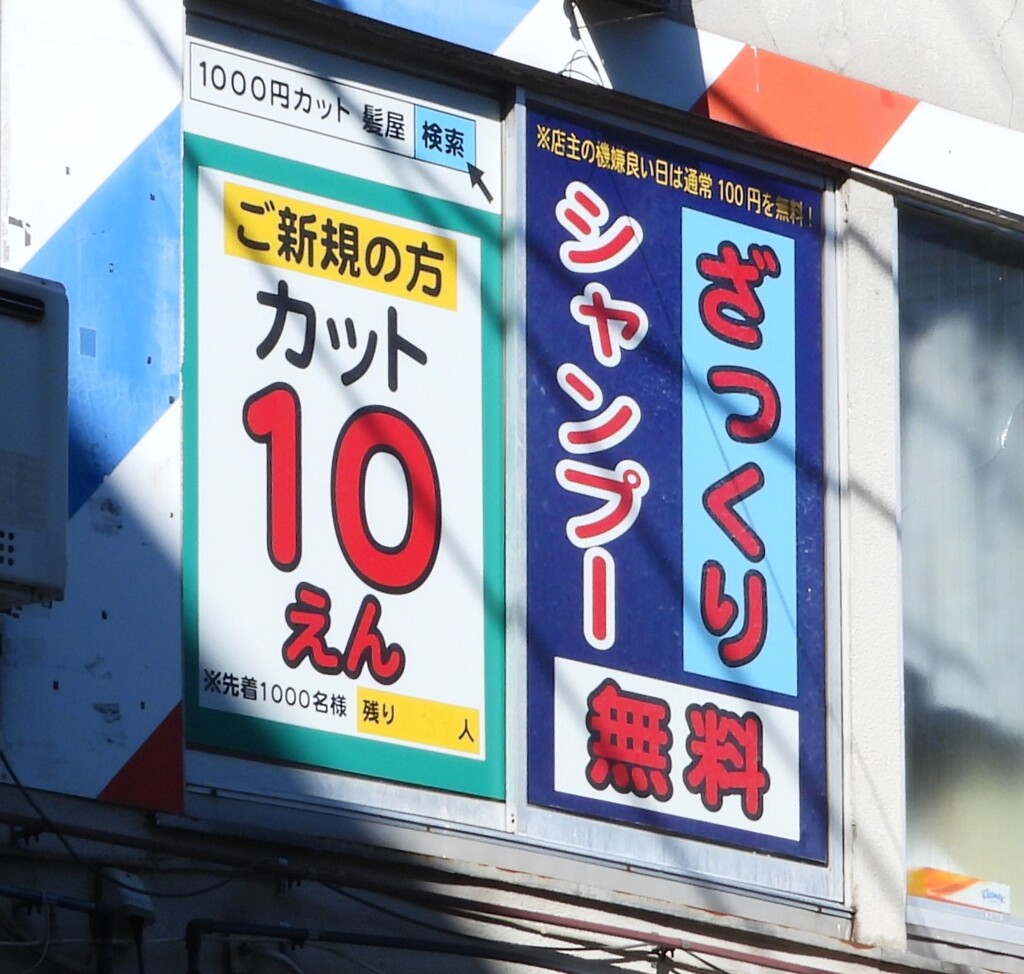 1000円カット 髪屋 検索
ご新規の方
カット
10
えん
※先着1000名様 残り 人
※店主の機嫌良い日は通常100円を無料!
ざっくり
シャンプー
無料